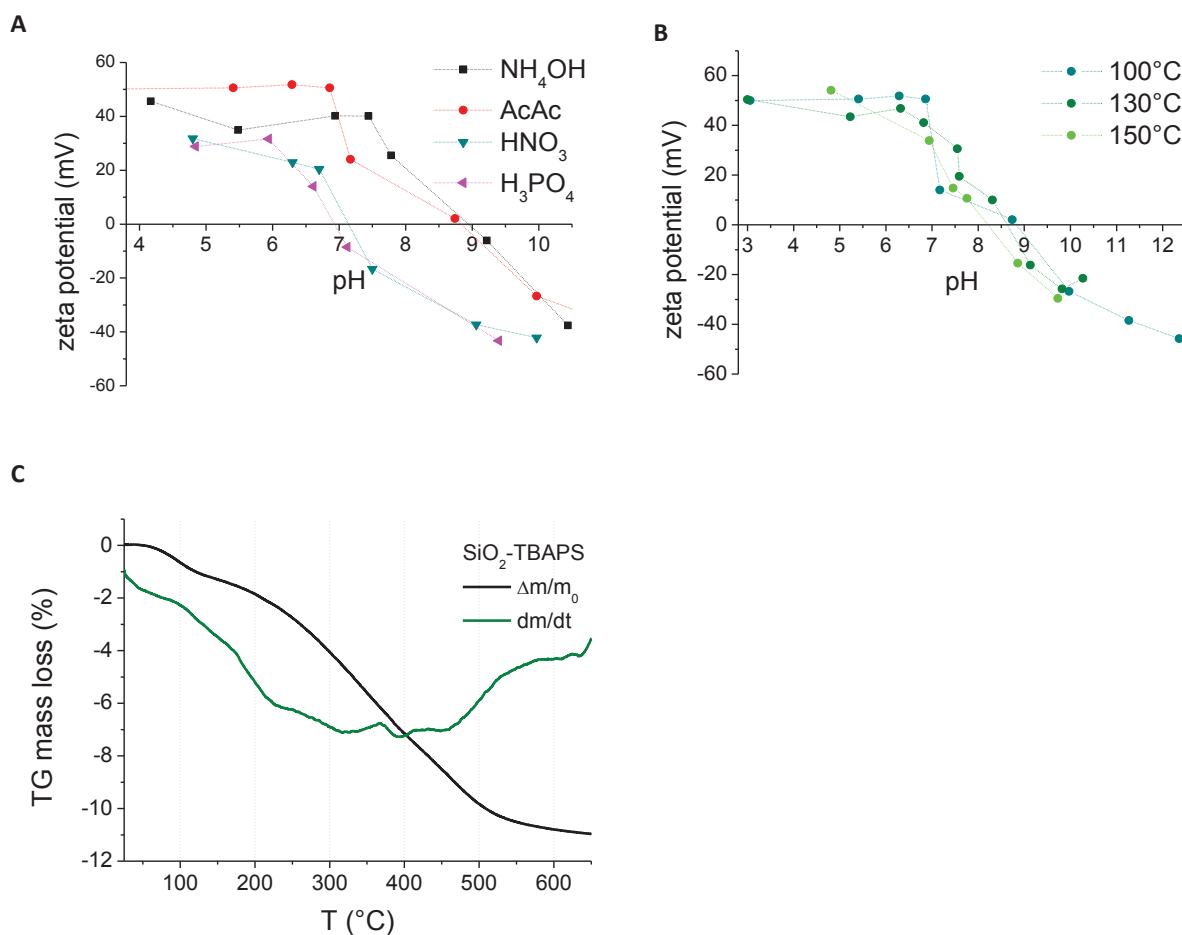 A
zeta potential (mV)
60
40
20
0
-20
-40
-60
4 5 6 7 8 9 10
pH
NH₄OH
AcAc
HNO₃
H₃PO₄
B
zeta potential (mV)
60
40
20
0
-20
-40
-60
3 4 5 6 7 8 9 10 11 12
pH
100°C
130°C
150°C
C
TG mass loss (%)
0
-2
-4
-6
-8
-10
-12
100 200 300 400 500 600
T (°C)
SiO₂-TBAPS
Δm/m₀
dm/dt